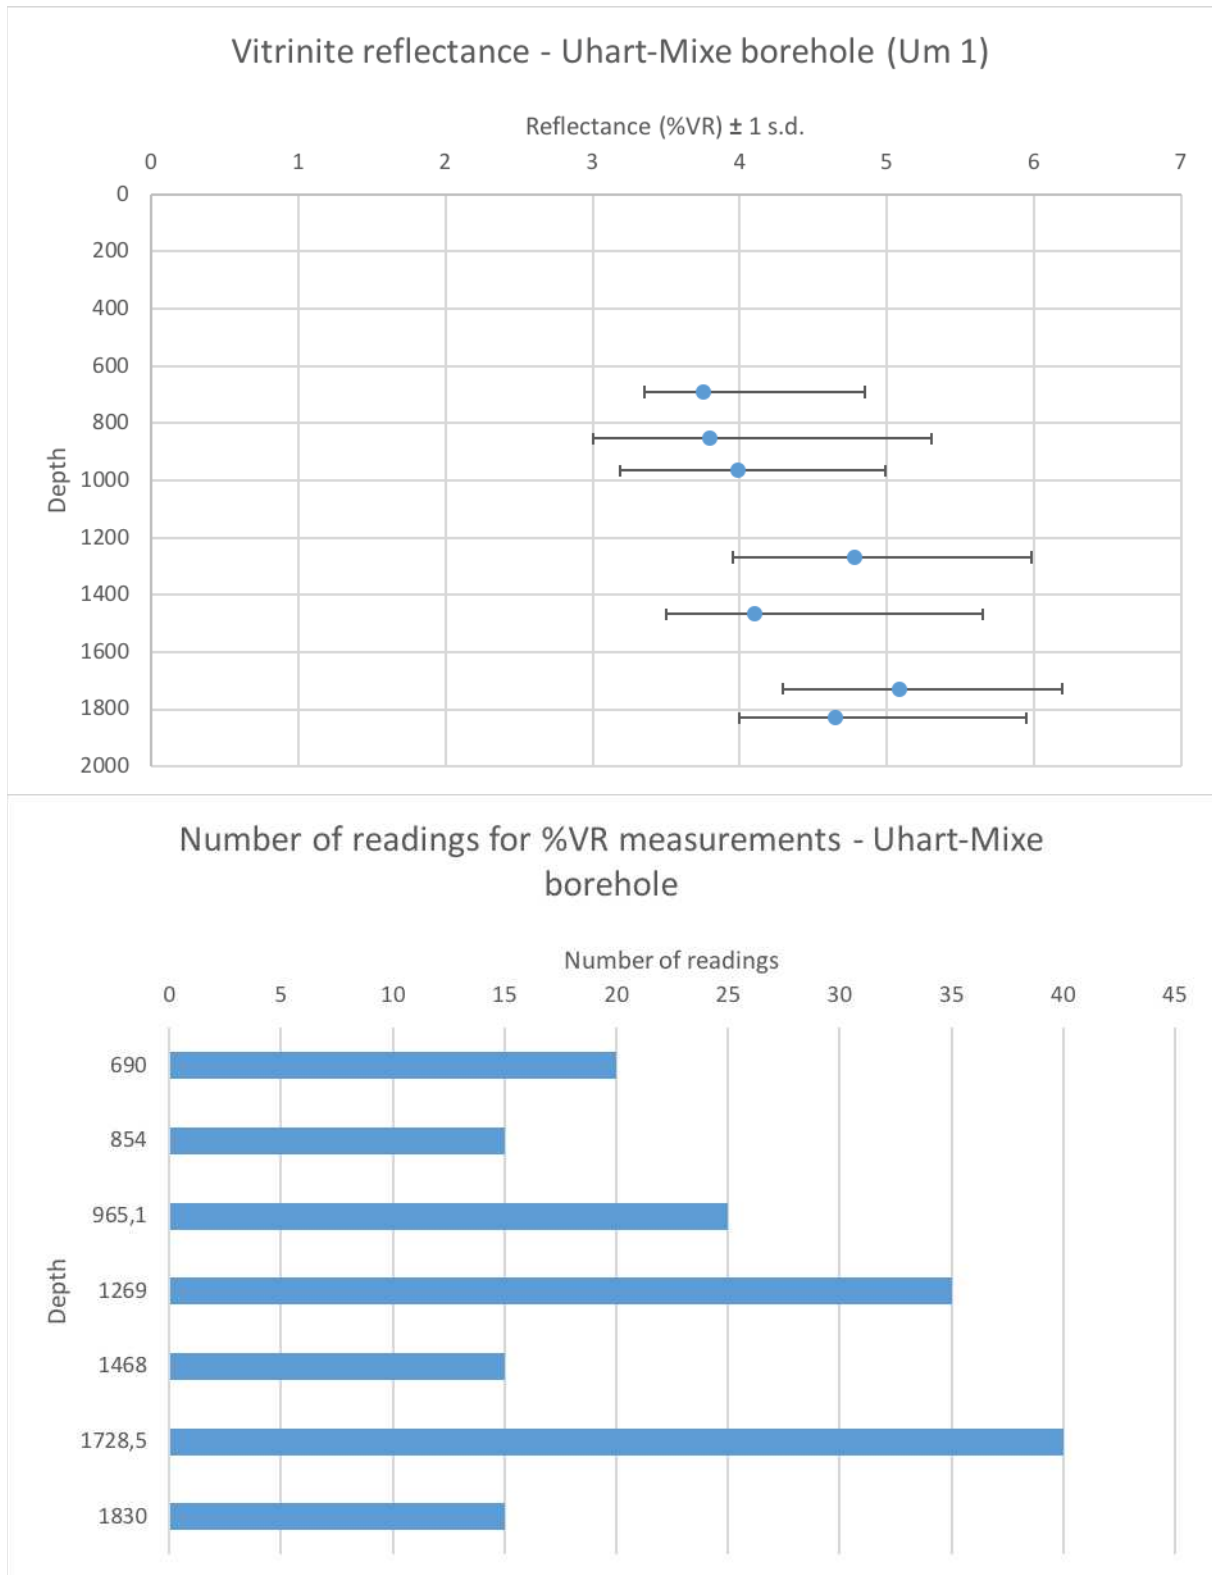 Vitrinite reflectance - Uhart-Mixe borehole (Um 1)
Reflectance (%VR) ± 1 s.d.
0 1 2 3 4 5 6 7
0
200
400
600
800
1000
1200
1400
1600
1800
2000
Depth
Number of readings for %VR measurements - Uhart-Mixe
borehole
Number of readings
0 5 10 15 20 25 30 35 40 45
690
854
965,1
1269
1468
1728,5
1830
Depth